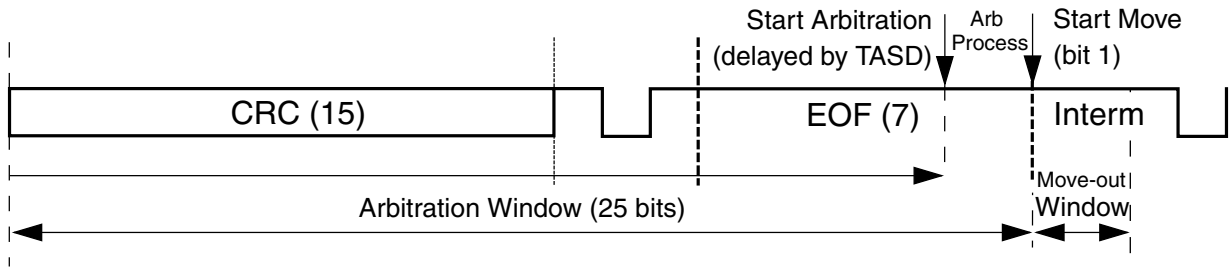 Start Arbitration
(delayed by TASD)
Arb
Process
Start Move
(bit 1)
CRC (15)
EOF (7)
Interm
Move-out
Window
Arbitration Window (25 bits)